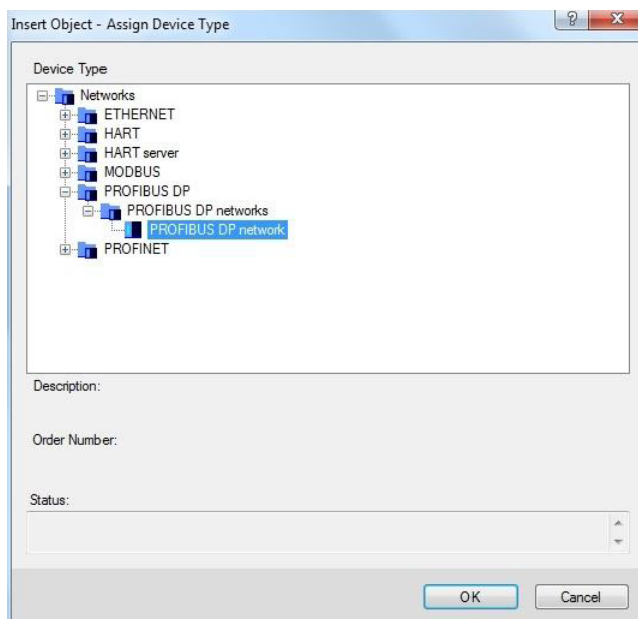 Insert Object - Assign Device Type
Device Type
Networks
ETHERNET
HART
HART server
MODBUS
PROFIBUS DP
PROFIBUS DP networks
PROFIBUS DP network
PROFINET
Description:
Order Number:
Status:
OK Cancel